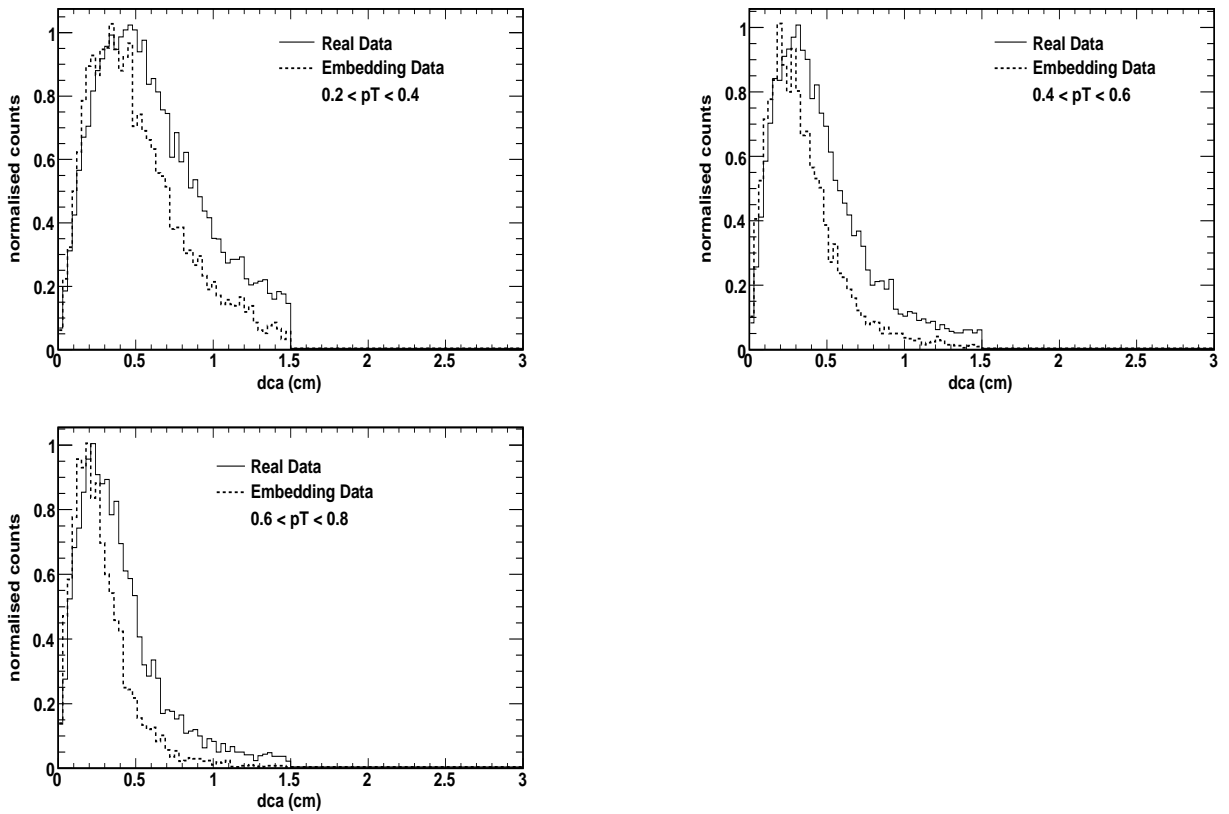 normalised counts
1
0.8
0.6
0.4
0.2
0
Real Data
Embedding Data
0.2 < pT < 0.4
0 0.5 1 1.5 2 2.5 3
dca (cm)
normalised counts
1
0.8
0.6
0.4
0.2
0
Real Data
Embedding Data
0.4 < pT < 0.6
0 0.5 1 1.5 2 2.5 3
dca (cm)
normalised counts
1
0.8
0.6
0.4
0.2
0
Real Data
Embedding Data
0.6 < pT < 0.8
0 0.5 1 1.5 2 2.5 3
dca (cm)